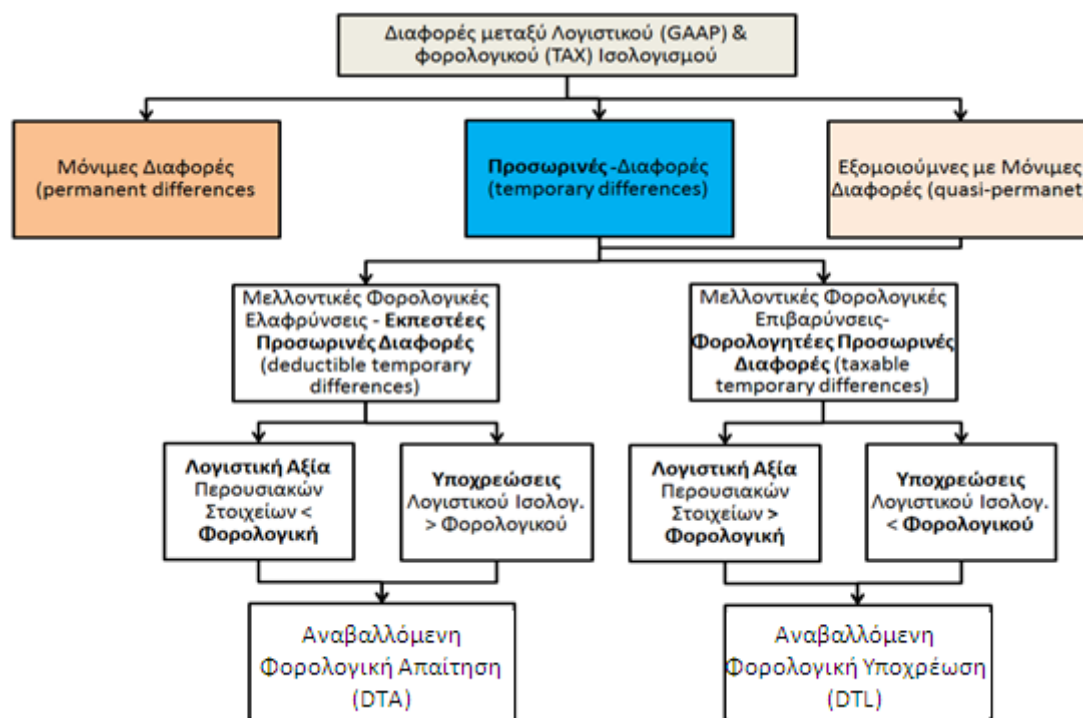 Διαφορές μεταξύ Λογιστικού (GAAP) &
φορολογικού (TAX) Ισολογισμού
Μόνιμες Διαφορές
(permanent differences
Προσωρινές -Διαφορές
(temporary differences)
Εξομοιούμνες με Μόνιμες
Διαφορές (quasi-permanet
Μελλοντικές Φορολογικές
Ελαφρύνσεις - Εκπεστέες
Προσωρινές Διαφορές
(deductible temporary
differences)
Μελλοντικές Φορολογικές
Επιβαρύνσεις-
Φορολογητέες Προσωρινές
Διαφορές (taxable
temporary differences)
Λογιστική Αξία
Περουσιακών
Στοιχείων <
Φορολογική
Υποχρεώσεις
Λογιστικού Ισολογ.
> Φορολογικού
Λογιστική Αξία
Περουσιακών
Στοιχείων >
Φορολογική
Υποχρεώσεις
Λογιστικού Ισολογ.
< Φορολογικού
Αναβαλλόμενη
Φορολογική Απαίτηση
(DTA)
Αναβαλλόμενη
Φορολογική Υποχρέωση
(DTL)